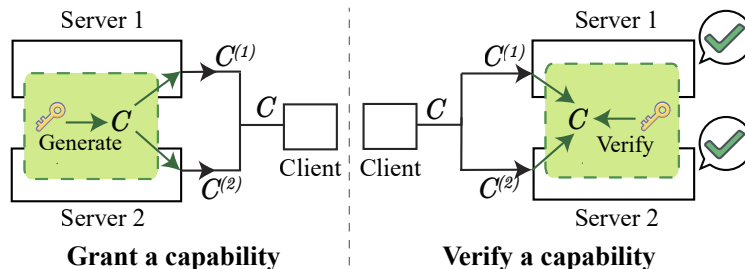 Server 1
C(1)
C
C
Generate
Client
C(2)
Server 2
Grant a capability
Server 1
C(1)
C
C
Verify
Client
C(2)
Server 2
Verify a capability